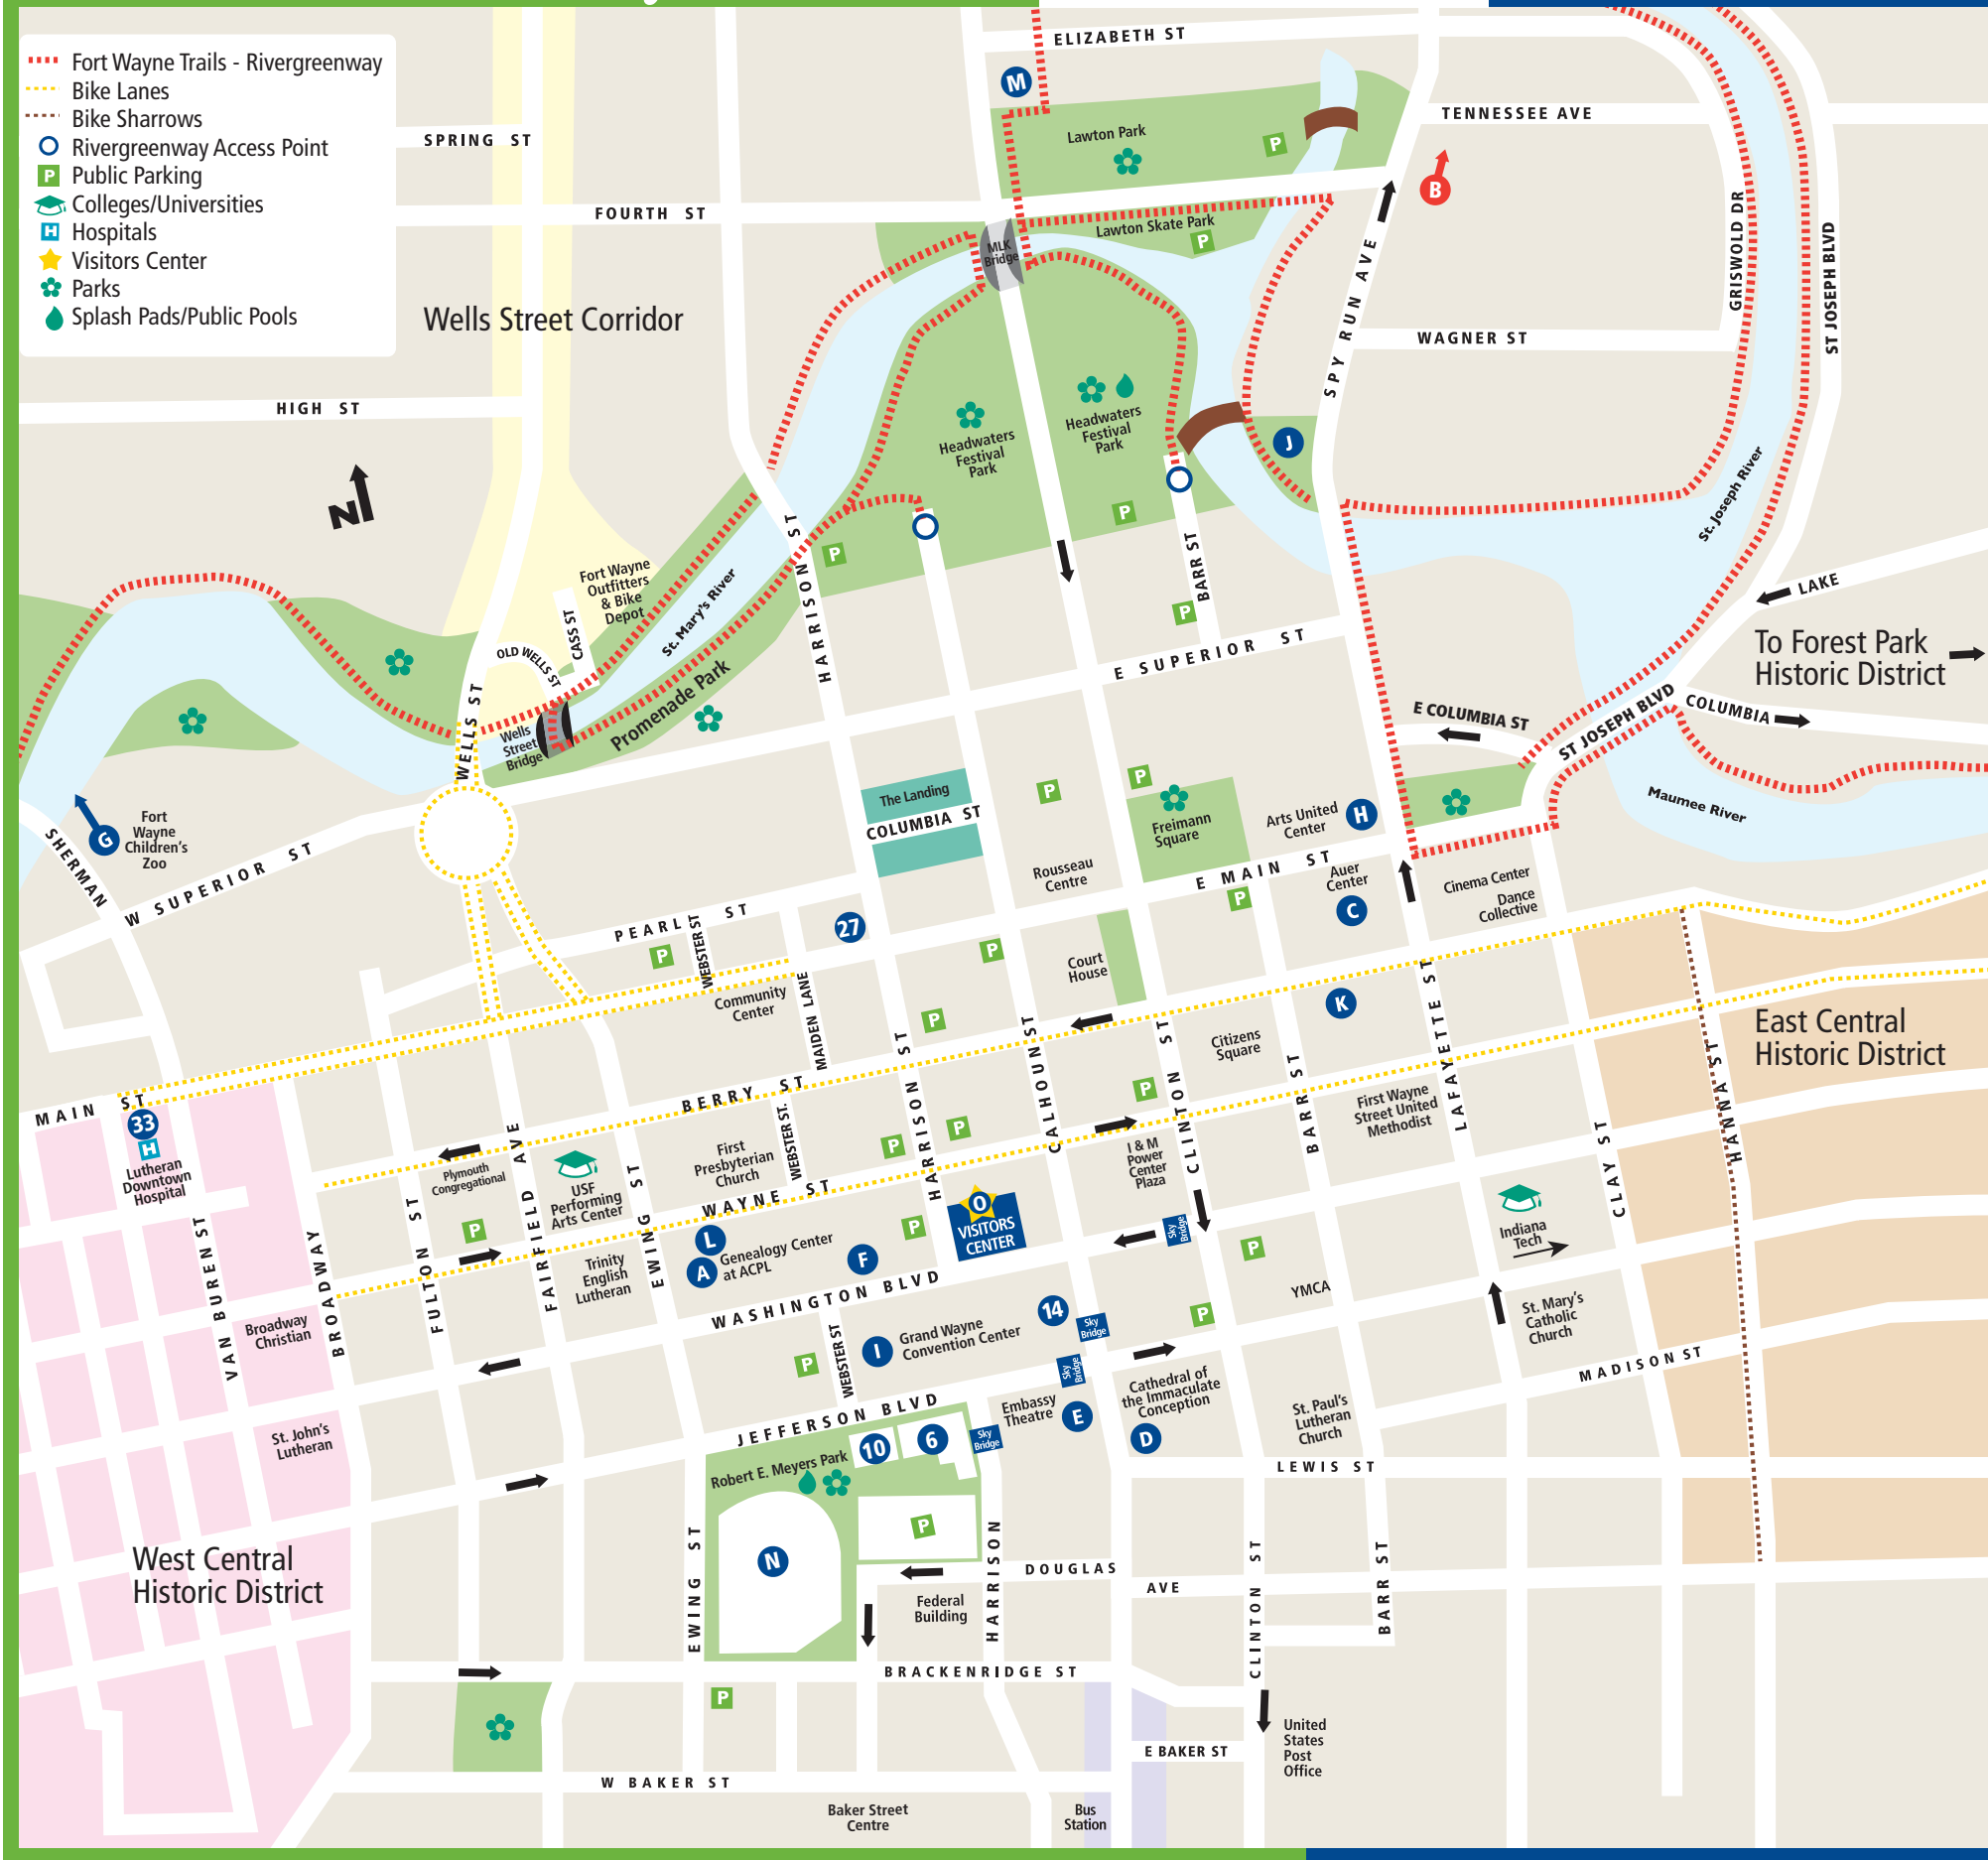 Fort Wayne Trails - Rivergreenway
Bike Lanes
Bike Sharrows
Rivergreenway Access Point
P
Public Parking
Colleges/Universities
H
Hospitals
Visitors Center
Parks
Splash Pads/Public Pools
ELIZABETH ST
M
SPRING ST
Lawton Park
P
TENNESSEE AVE
B
FOURTH ST
Lawton Skate Park
P
MLK
Bridge
SPY RUN AVE
GRISWOLD DR
ST JOSEPH BLVD
Wells Street Corridor
WAGNER ST
HIGH ST
Headwaters
Festival
Park
Headwaters
Festival
Park
J
N
HARRISON ST
P
P
BARR ST
P
St. Joseph River
LAKE
Fort Wayne
Outfitters
& Bike
Depot
CASS ST
OLD WELLS ST
St. Mary's River
Promenade Park
WELLS ST
Wells
Street
Bridge
E SUPERIOR ST
To Forest Park
Historic District
E COLUMBIA ST
ST JOSEPH BLVD
COLUMBIA
Maumee River
G
Fort
Wayne
Children's
Zoo
SHERMAN
W SUPERIOR ST
The Landing
COLUMBIA ST
P
P
Freimann
Square
Arts United
Center
H
Rousseau
Centre
E MAIN ST
P
Auer
Center
C
Cinema Center
Dance
Collective
PEARL ST
P
WEBSTER ST
27
P
Court
House
Community
Center
MAIDEN LANE
P
K
Citizens
Square
East Central
Historic District
MAIN ST
33
H
Lutheran
Downtown
Hospital
BERRY ST
WEBSTER ST.
HARRISON ST
CALHOUN ST
CLINTON ST
BARR ST
LAFAYETTE ST
HANNA ST
CLAY ST
P
First Wayne
Street United
Methodist
Plymouth
Congregational
FAIRFIELD AVE
USF
Performing
Arts Center
First
Presbyterian
Church
P
P
I & M
Power
Center
Plaza
WAYNE ST
VAN BUREN ST
BROADWAY
FULTON ST
P
EWING ST
Trinity
English
Lutheran
L
A
Genealogy Center
at ACPL
F
P
O
VISITORS
CENTER
Sky
Bridge
P
Indiana
Tech
Broadway
Christian
WASHINGTON BLVD
WEBSTER ST
P
I
Grand Wayne
Convention Center
14
Sky
Bridge
Sky
Bridge
P
YMCA
St. Mary's
Catholic
Church
MADISON ST
St. John's
Lutheran
JEFFERSON BLVD
Embassy
Theatre
E
Cathedral of
the Immaculate
Conception
D
St. Paul's
Lutheran
Church
Robert E. Meyers Park
10
6
Sky
Bridge
LEWIS ST
West Central
Historic District
EWING ST
N
P
HARRISON
DOUGLAS
AVE
CLINTON ST
BARR ST
Federal
Building
BRACKENRIDGE ST
P
E BAKER ST
United
States
Post
Office
W BAKER ST
Baker Street
Centre
Bus
Station